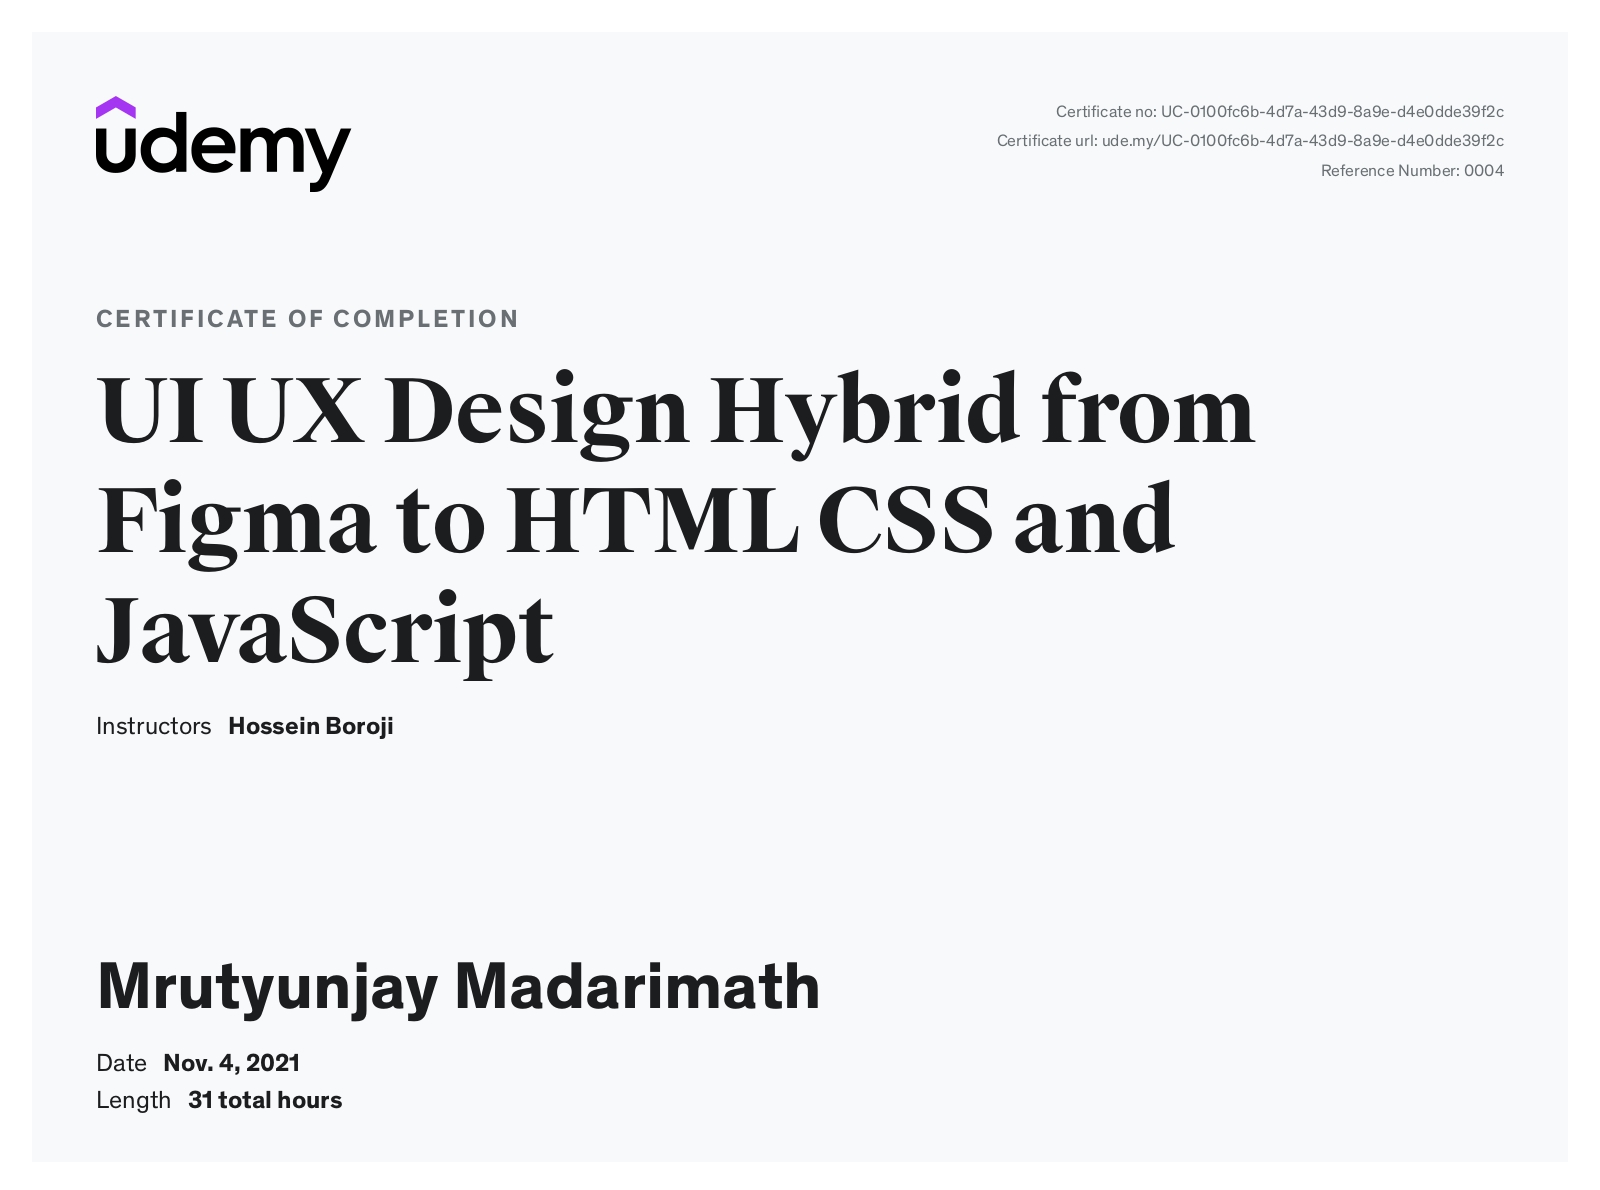 udemy
Certificate no: UC-0100fc6b-4d7a-43d9-8a9e-d4e0dde39f2c
Certificate url: ude.my/UC-0100fc6b-4d7a-43d9-8a9e-d4e0dde39f2c
Reference Number: 0004
CERTIFICATE OF COMPLETION
UI UX Design Hybrid from
Figma to HTML CSS and
JavaScript
Instructors Hossein Boroji
Mrutyunjay Madarimath
Date Nov. 4, 2021
Length 31 total hours